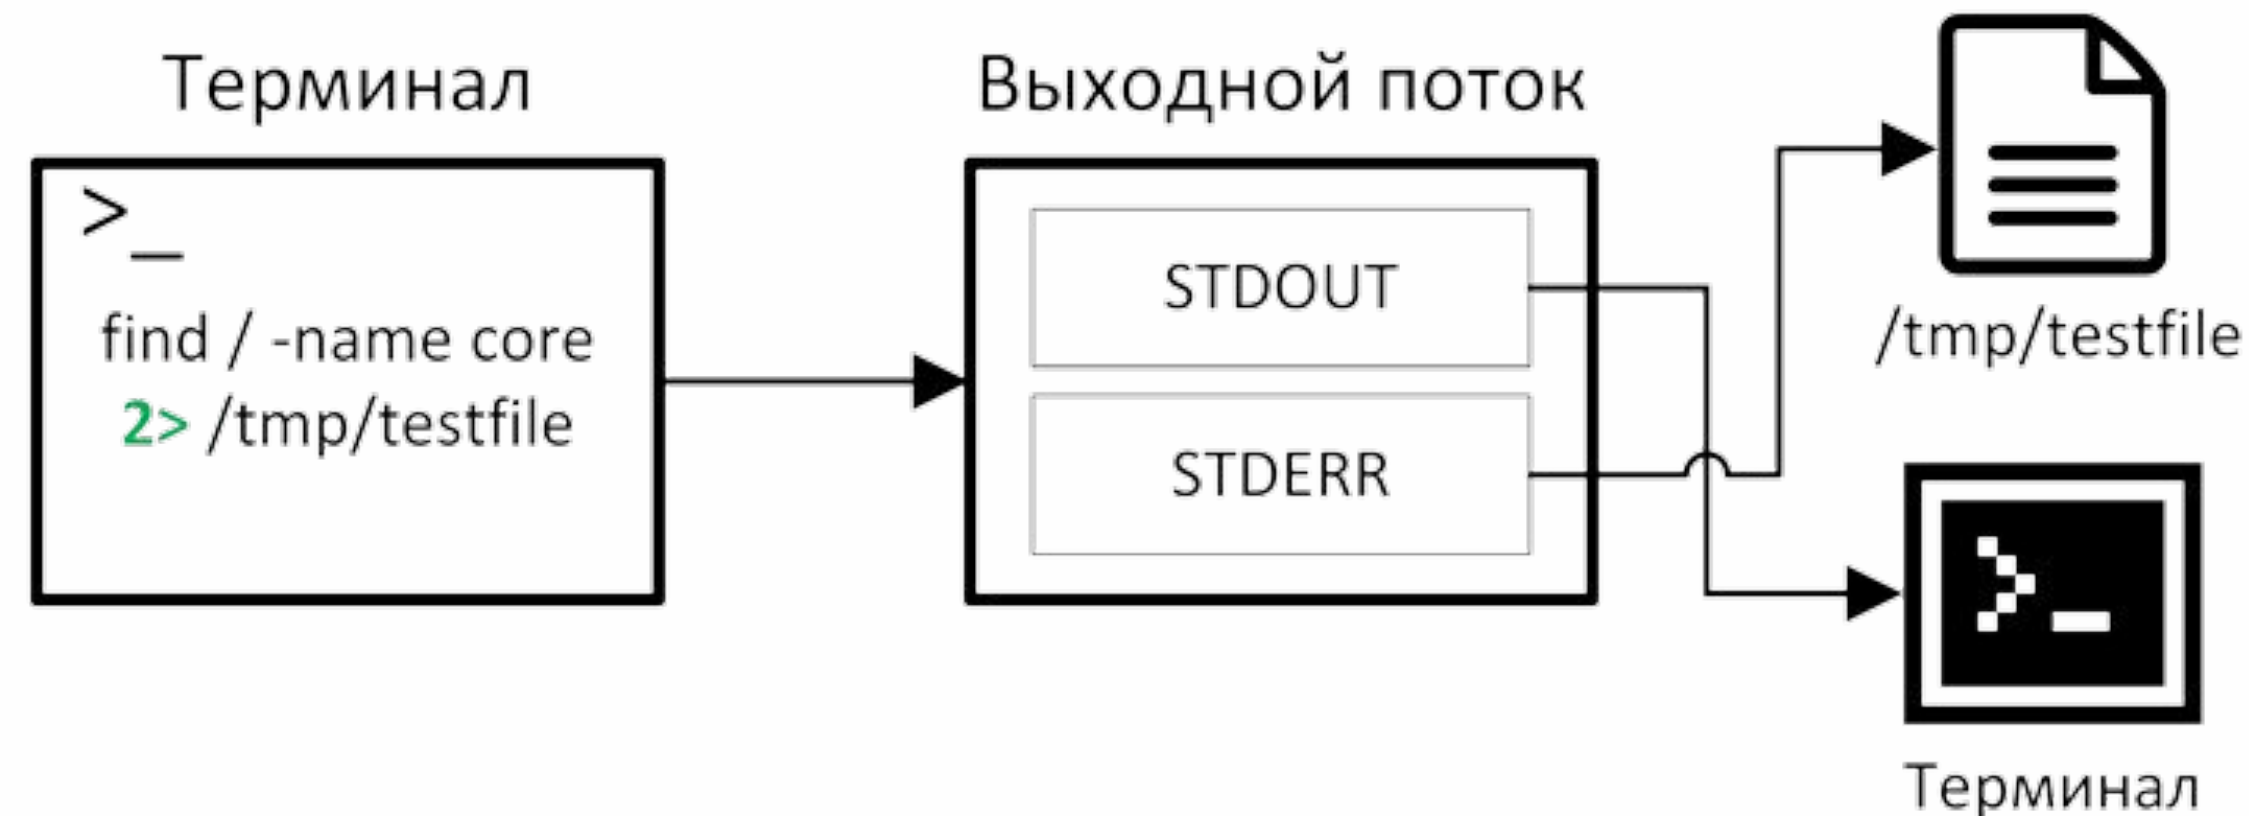 Терминал
>_
find / -name core
2> /tmp/testfile
Выходной поток
STDOUT
STDERR
/tmp/testfile
>_
Терминал